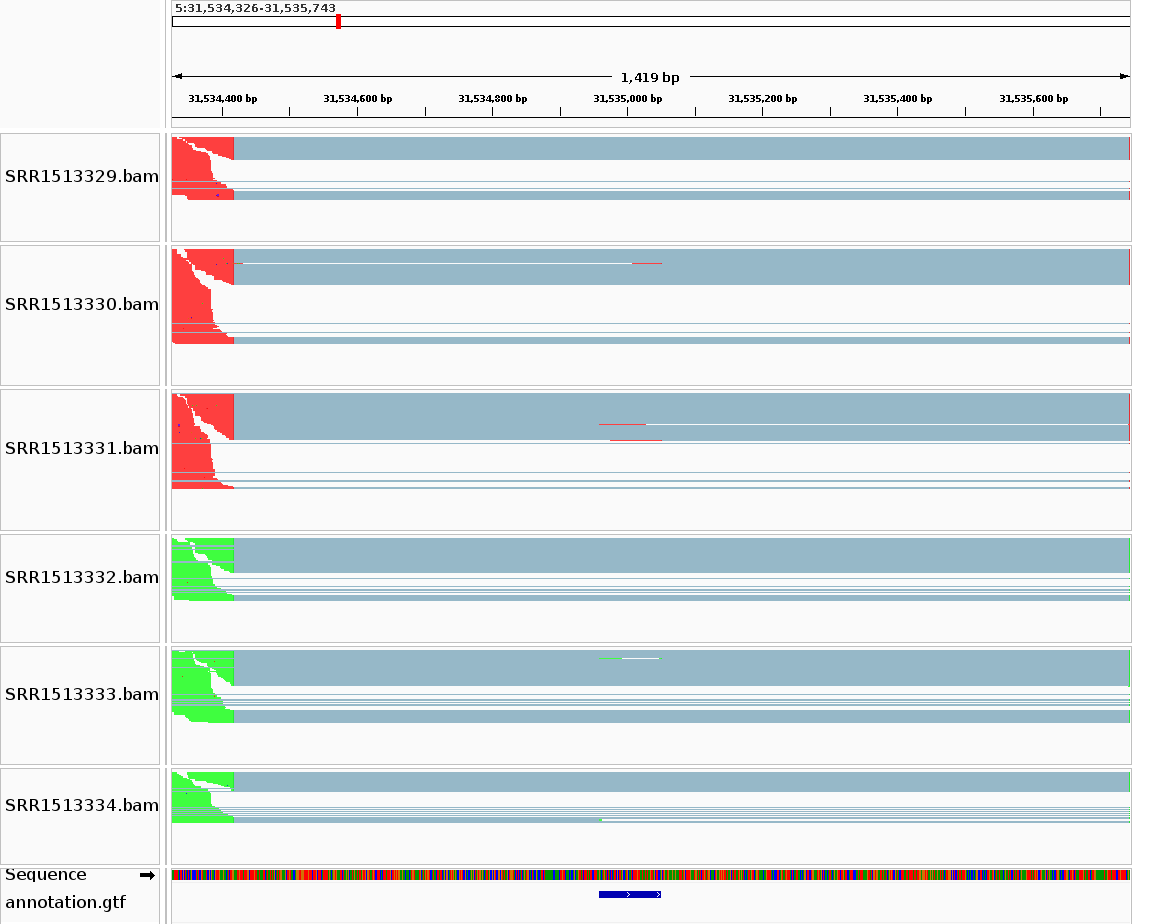 5:31,534,326-31,535,743
1,419 bp
31,534,400 bp 31,534,600 bp 31,534,800 bp 31,535,000 bp 31,535,200 bp 31,535,400 bp 31,535,600 bp
SRR1513329.bam
SRR1513330.bam
SRR1513331.bam
SRR1513332.bam
SRR1513333.bam
SRR1513334.bam
Sequence
annotation.gtf